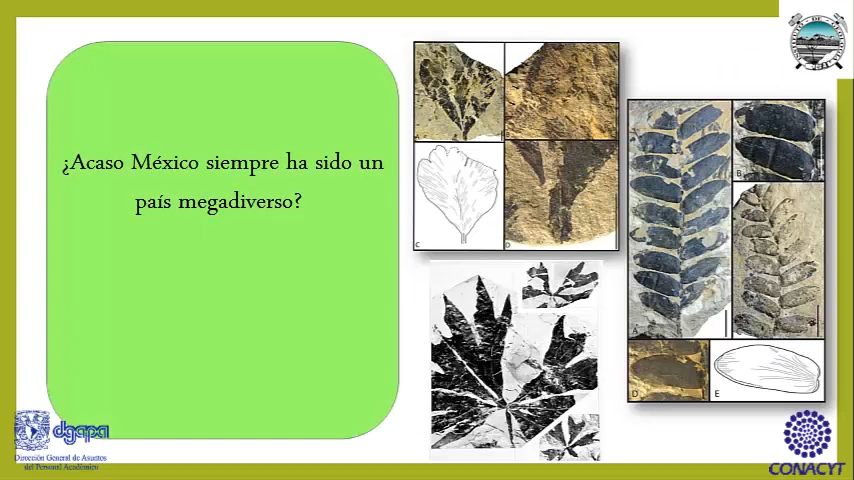 ¿Acaso México siempre ha sido un
país megadiverso?
A
C
D
A
B
D
E
dgapa
Dirección General de Asuntos
del Personal Académico
CONACYT